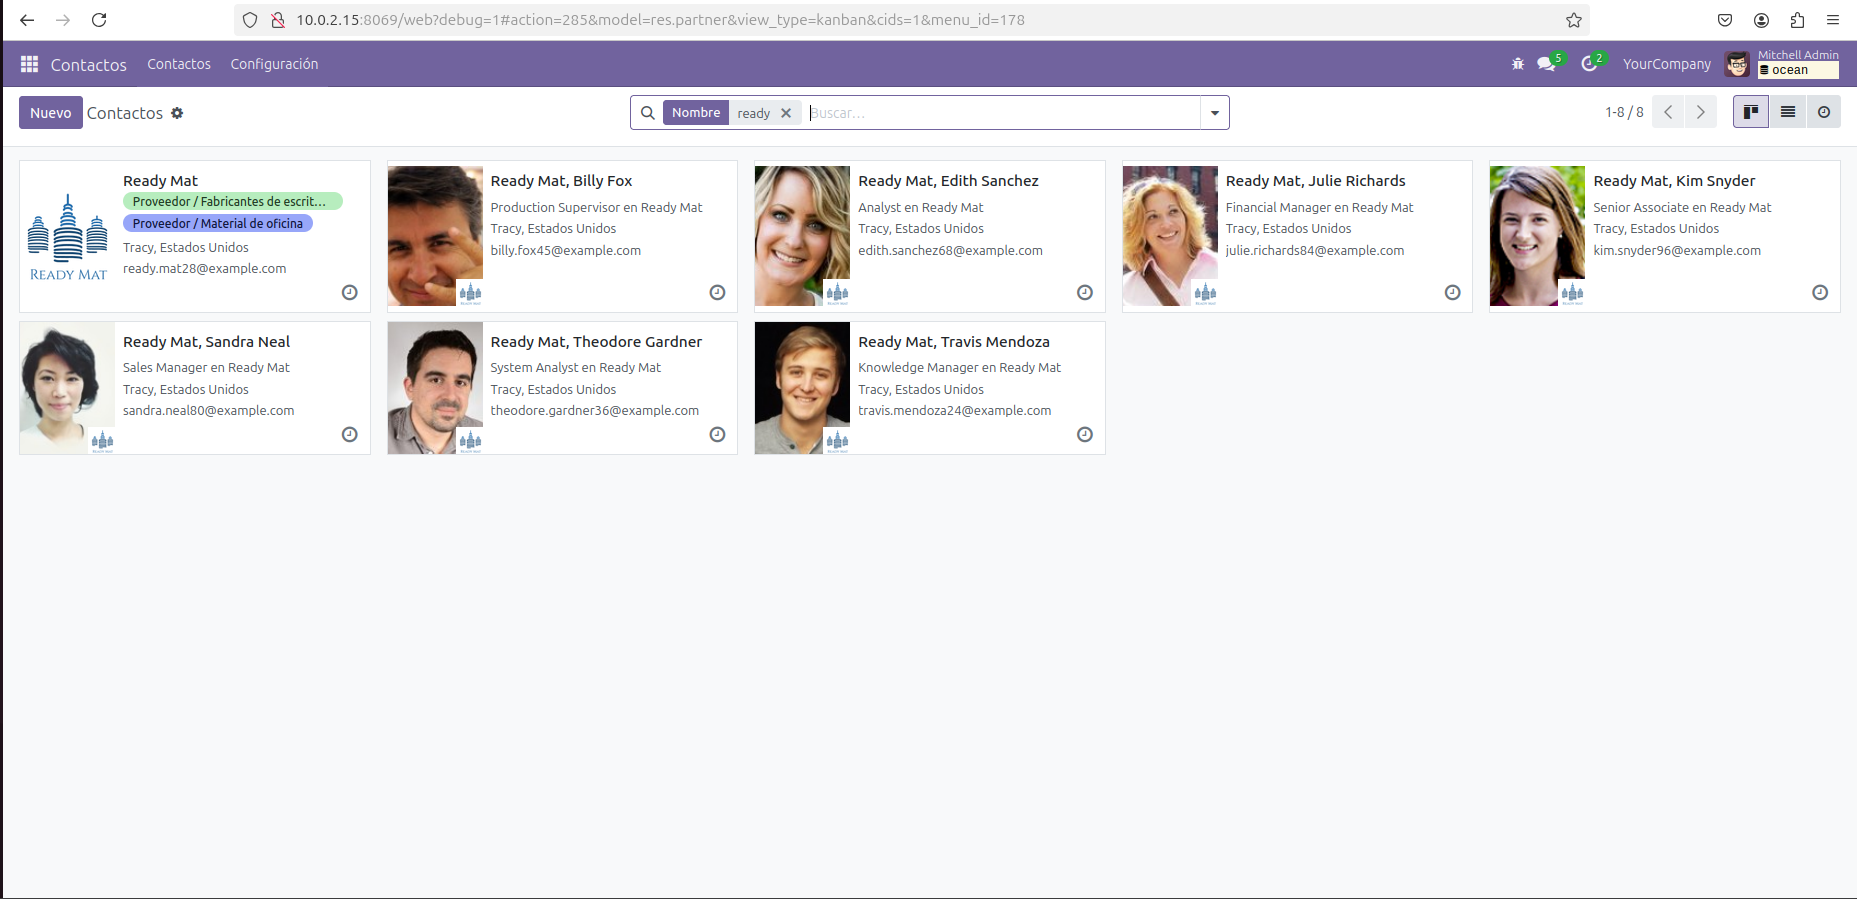 10.0.2.15:8069/web?debug=1#action=285&model=res.partner&view_type=kanban&cids=1&menu_id=178
Contactos Contactos Configuración 5 2 YourCompany Mitchell Admin
ocean
Nuevo Contactos Nombre ready Buscar... 1-8 / 8
Ready Mat
Proveedor / Fabricantes de escrit...
Proveedor / Material de oficina
Tracy, Estados Unidos
ready.mat28@example.com
READY MAT
Ready Mat, Billy Fox
Production Supervisor en Ready Mat
Tracy, Estados Unidos
billy.fox45@example.com
Ready Mat, Edith Sanchez
Analyst en Ready Mat
Tracy, Estados Unidos
edith.sanchez68@example.com
Ready Mat, Julie Richards
Financial Manager en Ready Mat
Tracy, Estados Unidos
julie.richards84@example.com
Ready Mat, Kim Snyder
Senior Associate en Ready Mat
Tracy, Estados Unidos
kim.snyder96@example.com
Ready Mat, Sandra Neal
Sales Manager en Ready Mat
Tracy, Estados Unidos
sandra.neal80@example.com
Ready Mat, Theodore Gardner
System Analyst en Ready Mat
Tracy, Estados Unidos
theodore.gardner36@example.com
Ready Mat, Travis Mendoza
Knowledge Manager en Ready Mat
Tracy, Estados Unidos
travis.mendoza24@example.com